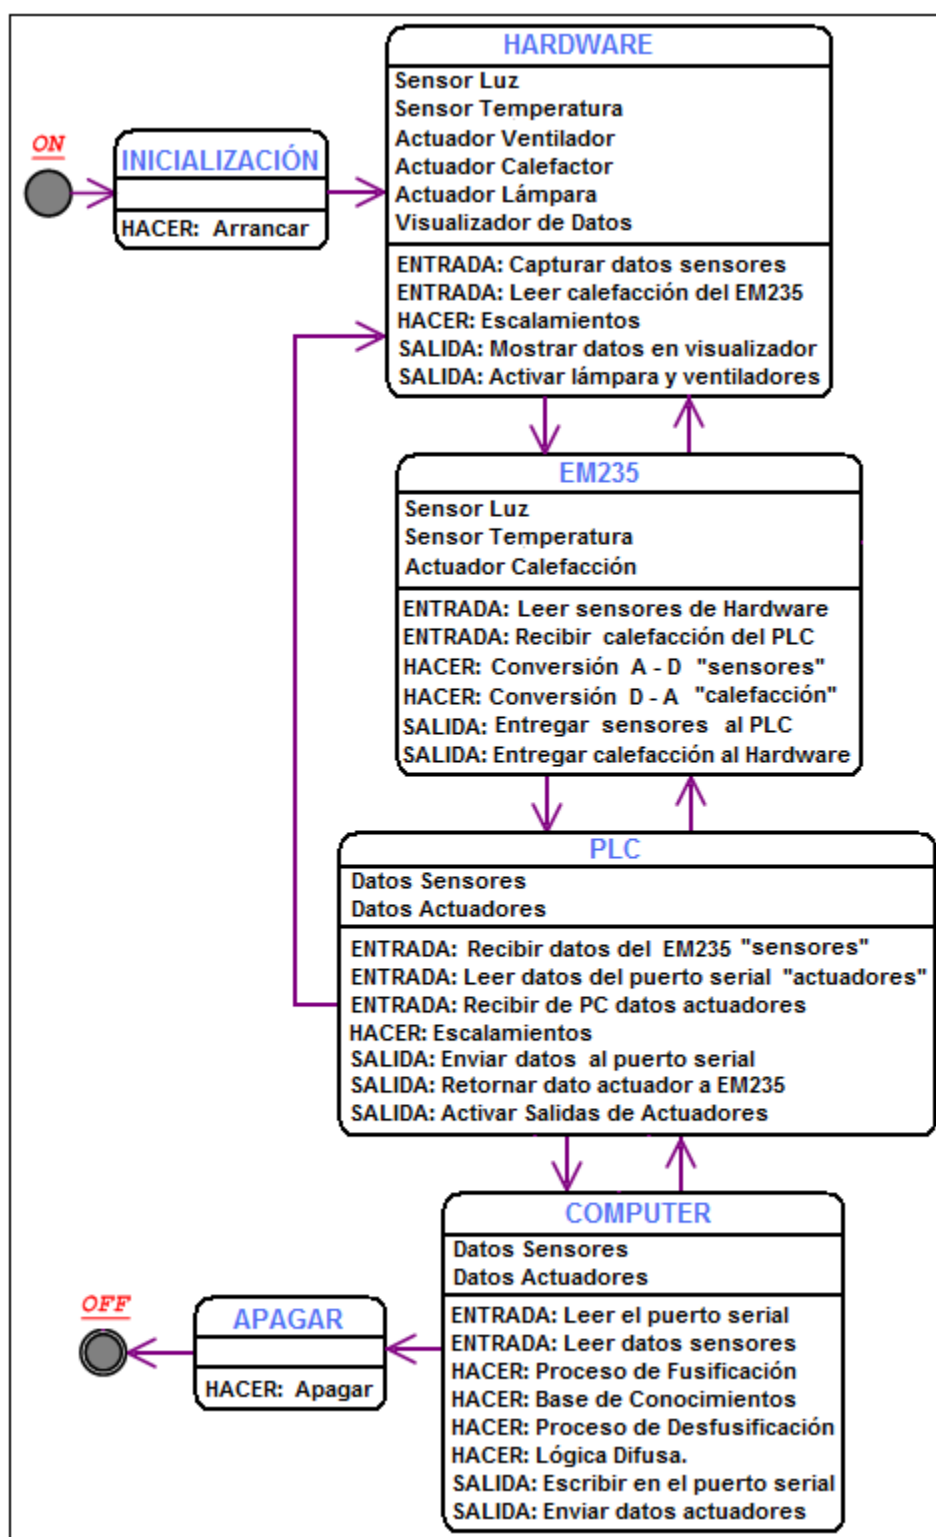 HARDWARE
Sensor Luz
Sensor Temperatura
Actuador Ventilador
Actuador Calefactor
Actuador Lámpara
Visualizador de Datos
ENTRADA: Capturar datos sensores
ENTRADA: Leer calefacción del EM235
HACER: Escalamientos
SALIDA: Mostrar datos en visualizador
SALIDA: Activar lámpara y ventiladores
ON
INICIALIZACIÓN
HACER: Arrancar
EM235
Sensor Luz
Sensor Temperatura
Actuador Calefacción
ENTRADA: Leer sensores de Hardware
ENTRADA: Recibir calefacción del PLC
HACER: Conversión A - D "sensores"
HACER: Conversión D - A "calefacción"
SALIDA: Entregar sensores al PLC
SALIDA: Entregar calefacción al Hardware
PLC
Datos Sensores
Datos Actuadores
ENTRADA: Recibir datos del EM235 "sensores"
ENTRADA: Leer datos del puerto serial "actuadores"
ENTRADA: Recibir de PC datos actuadores
HACER: Escalamientos
SALIDA: Enviar datos al puerto serial
SALIDA: Retornar dato actuador a EM235
SALIDA: Activar Salidas de Actuadores
COMPUTER
Datos Sensores
Datos Actuadores
ENTRADA: Leer el puerto serial
ENTRADA: Leer datos sensores
HACER: Proceso de Fusificación
HACER: Base de Conocimientos
HACER: Proceso de Desfusificación
HACER: Lógica Difusa.
SALIDA: Escribir en el puerto serial
SALIDA: Enviar datos actuadores
OFF
APAGAR
HACER: Apagar